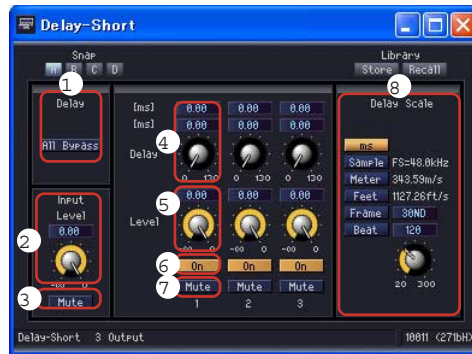 Delay-Short
Snap
A B C D
Library
Store Recall
1
Delay
All Bypass
2
Input
Level
0.00
-∞ 0
3
Mute
[ms] 0.00 0.00 0.00
[ms] 0.00 0.00 0.00
4
Delay
0 130
5
Level
0.00 0.00 0.00
-∞ 0 -∞ 0 -∞ 0
6
On On On
7
Mute Mute Mute
1 2 3
8
Delay Scale
ms
Sample FS=48.0kHz
Meter 343.59m/s
Feet 1127.26ft/s
Frame 30ND
Beat 120
20 300
Delay-Short 3 Output
10011 (271bH)